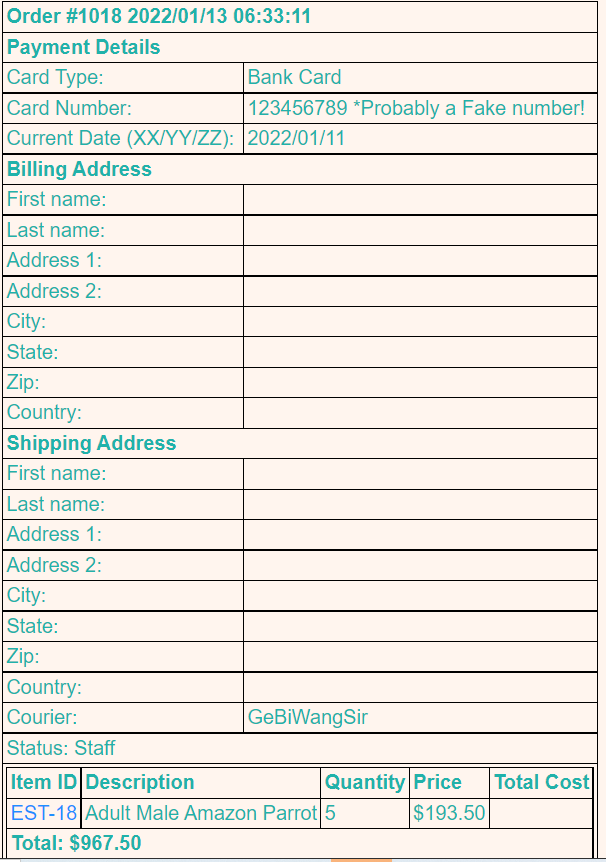 Order #1018 2022/01/13 06:33:11
Payment Details
Card Type: Bank Card
Card Number: 123456789 *Probably a Fake number!
Current Date (XX/YY/ZZ): 2022/01/11
Billing Address
First name:
Last name:
Address 1:
Address 2:
City:
State:
Zip:
Country:
Shipping Address
First name:
Last name:
Address 1:
Address 2:
City:
State:
Zip:
Country:
Courier: GeBiWangSir
Status: Staff
Item ID Description Quantity Price Total Cost
EST-18 Adult Male Amazon Parrot 5 $193.50
Total: $967.50